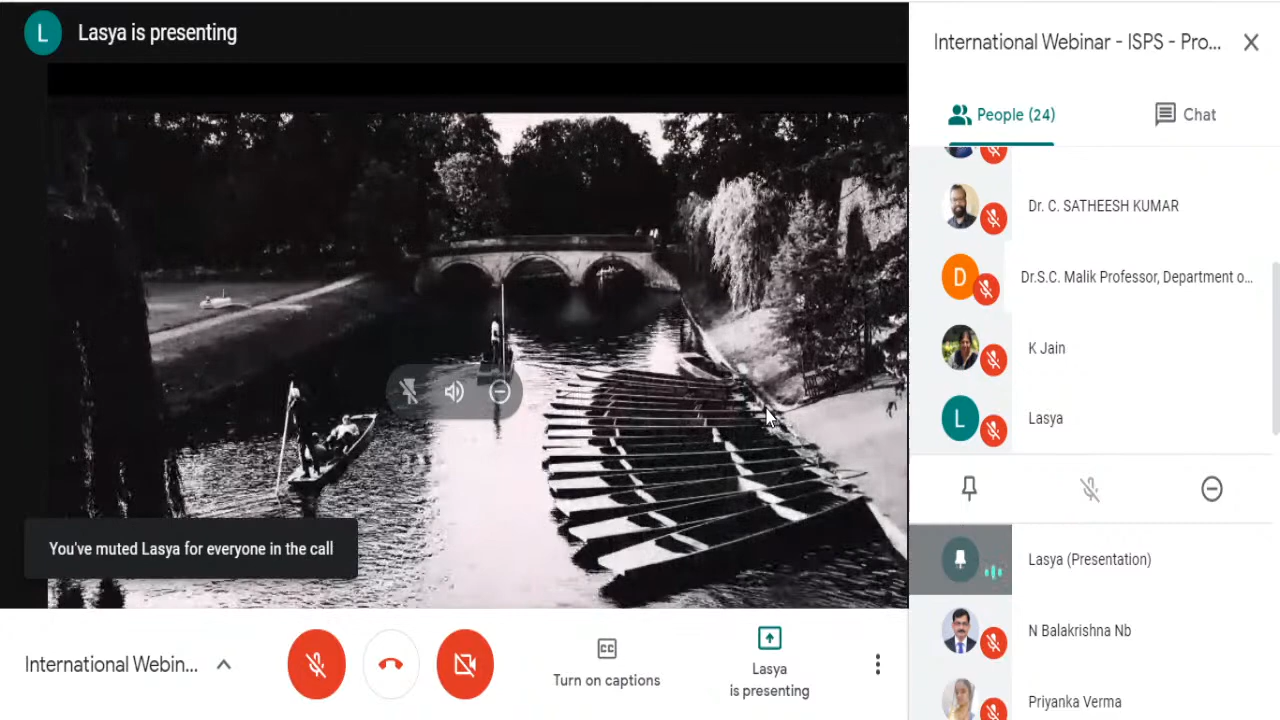 L
Lasya is presenting
You've muted Lasya for everyone in the call
International Webin...
CC
Turn on captions
Lasya
is presenting
International Webinar - ISPS - Pro...
People (24)
Chat
Dr. C. SATHEESH KUMAR
D
Dr.S.C. Malik Professor, Department o...
K Jain
L
Lasya
Lasya (Presentation)
N Balakrishna Nb
Priyanka Verma